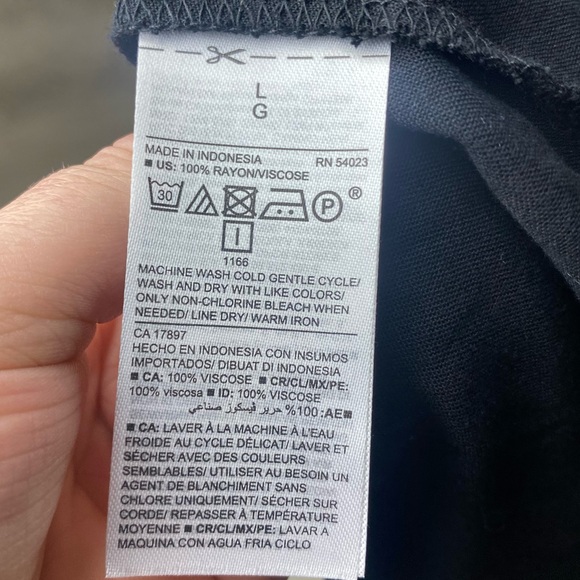 L
G
MADE IN INDONESIA RN 54023
■ US: 100% RAYON/VISCOSE
30 P ®
1166
MACHINE WASH COLD GENTLE CYCLE/
WASH AND DRY WITH LIKE COLORS/
ONLY NON-CHLORINE BLEACH WHEN
NEEDED/ LINE DRY/ WARM IRON
CA 17897
HECHO EN INDONESIA CON INSUMOS
IMPORTADOS/ DIBUAT DI INDONESIA
■ CA: 100% VISCOSE ■ CR/CL/MX/PE:
100% viscosa ■ ID: 100% VISCOSE
■AE: 100% حرير فيسكوز صناعي
■ CA: LAVER À LA MACHINE À L'EAU
FROIDE AU CYCLE DÉLICAT/ LAVER ET
SÉCHER AVEC DES COULEURS
SEMBLABLES/ UTILISER AU BESOIN UN
AGENT DE BLANCHIMENT SANS
CHLORE UNIQUEMENT/ SÉCHER SUR
CORDE/ REPASSER À TEMPÉRATURE
MOYENNE ■ CR/CL/MX/PE: LAVAR A
MAQUINA CON AGUA FRIA CICLO